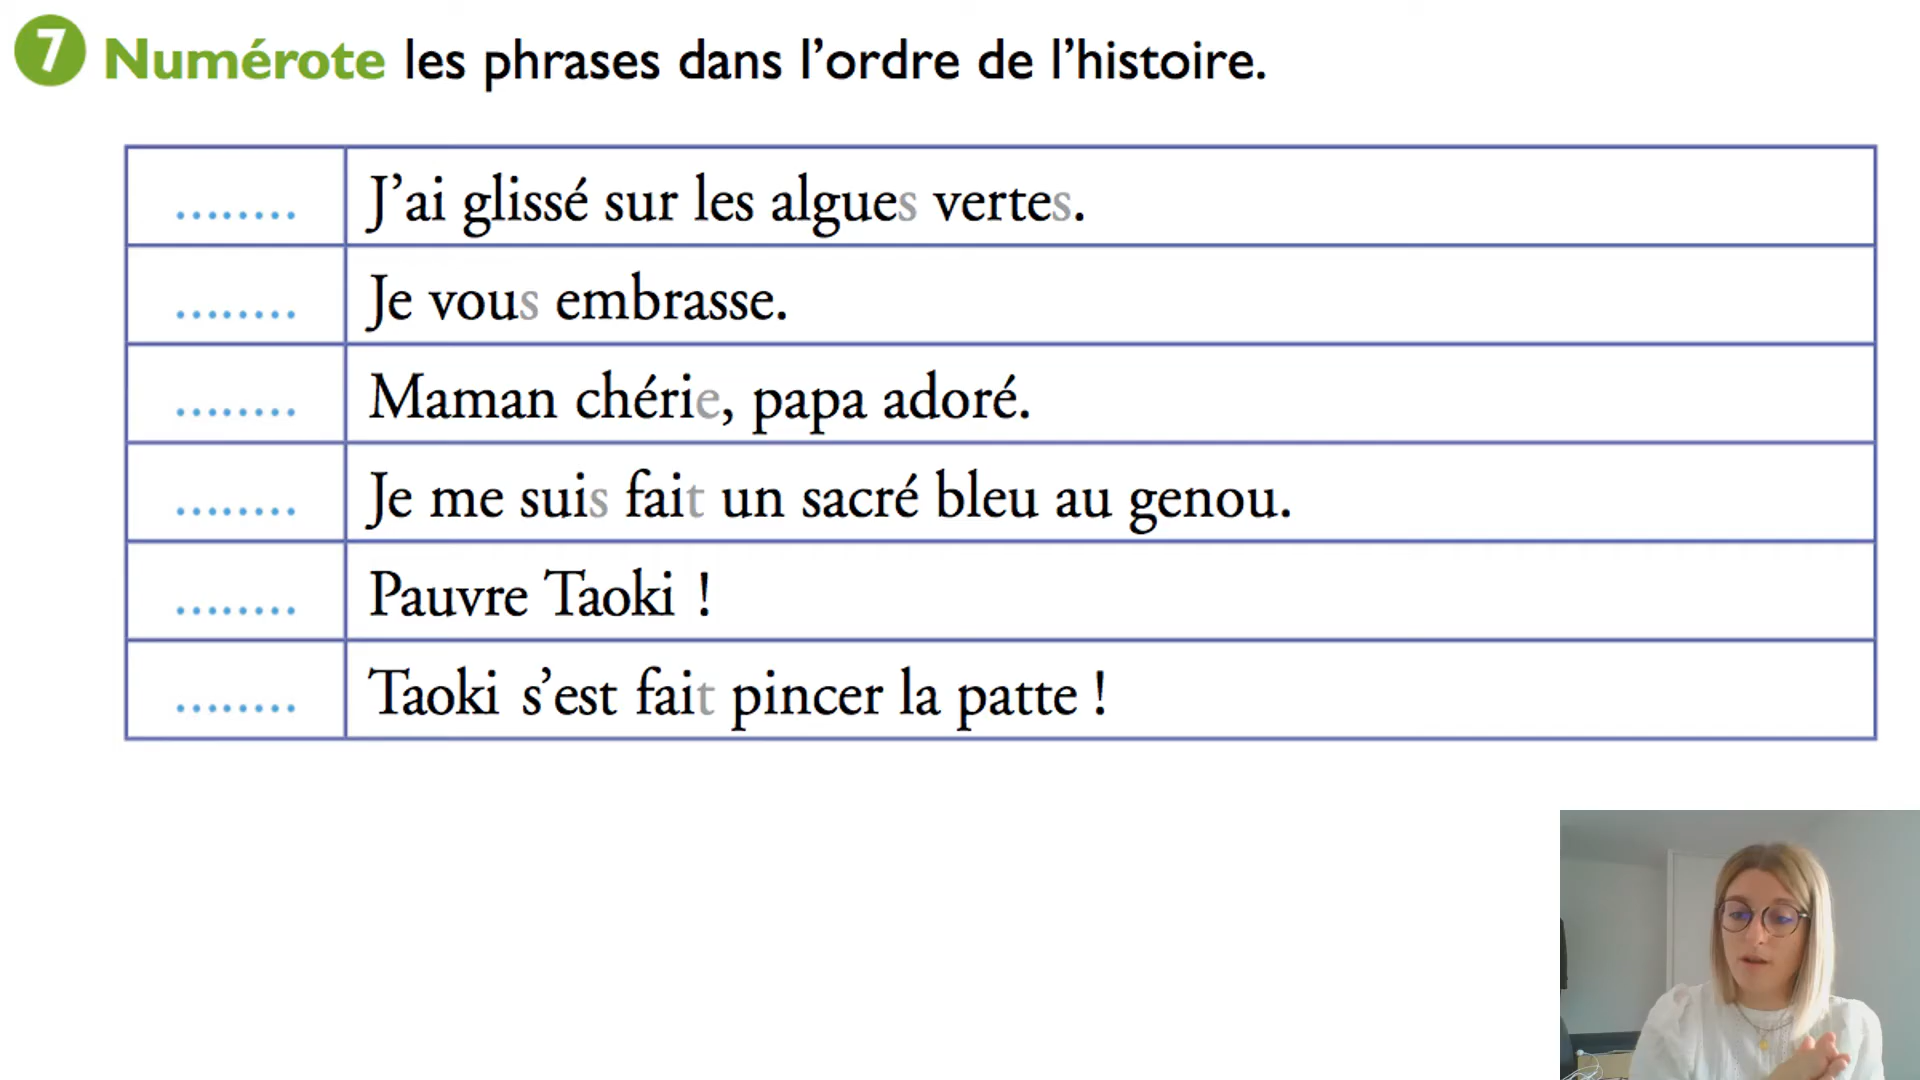 7 Numérote les phrases dans l’ordre de l’histoire.
........ J’ai glissé sur les algues vertes.
........ Je vous embrasse.
........ Maman chérie, papa adoré.
........ Je me suis fait un sacré bleu au genou.
........ Pauvre Taoki !
........ Taoki s’est fait pincer la patte !